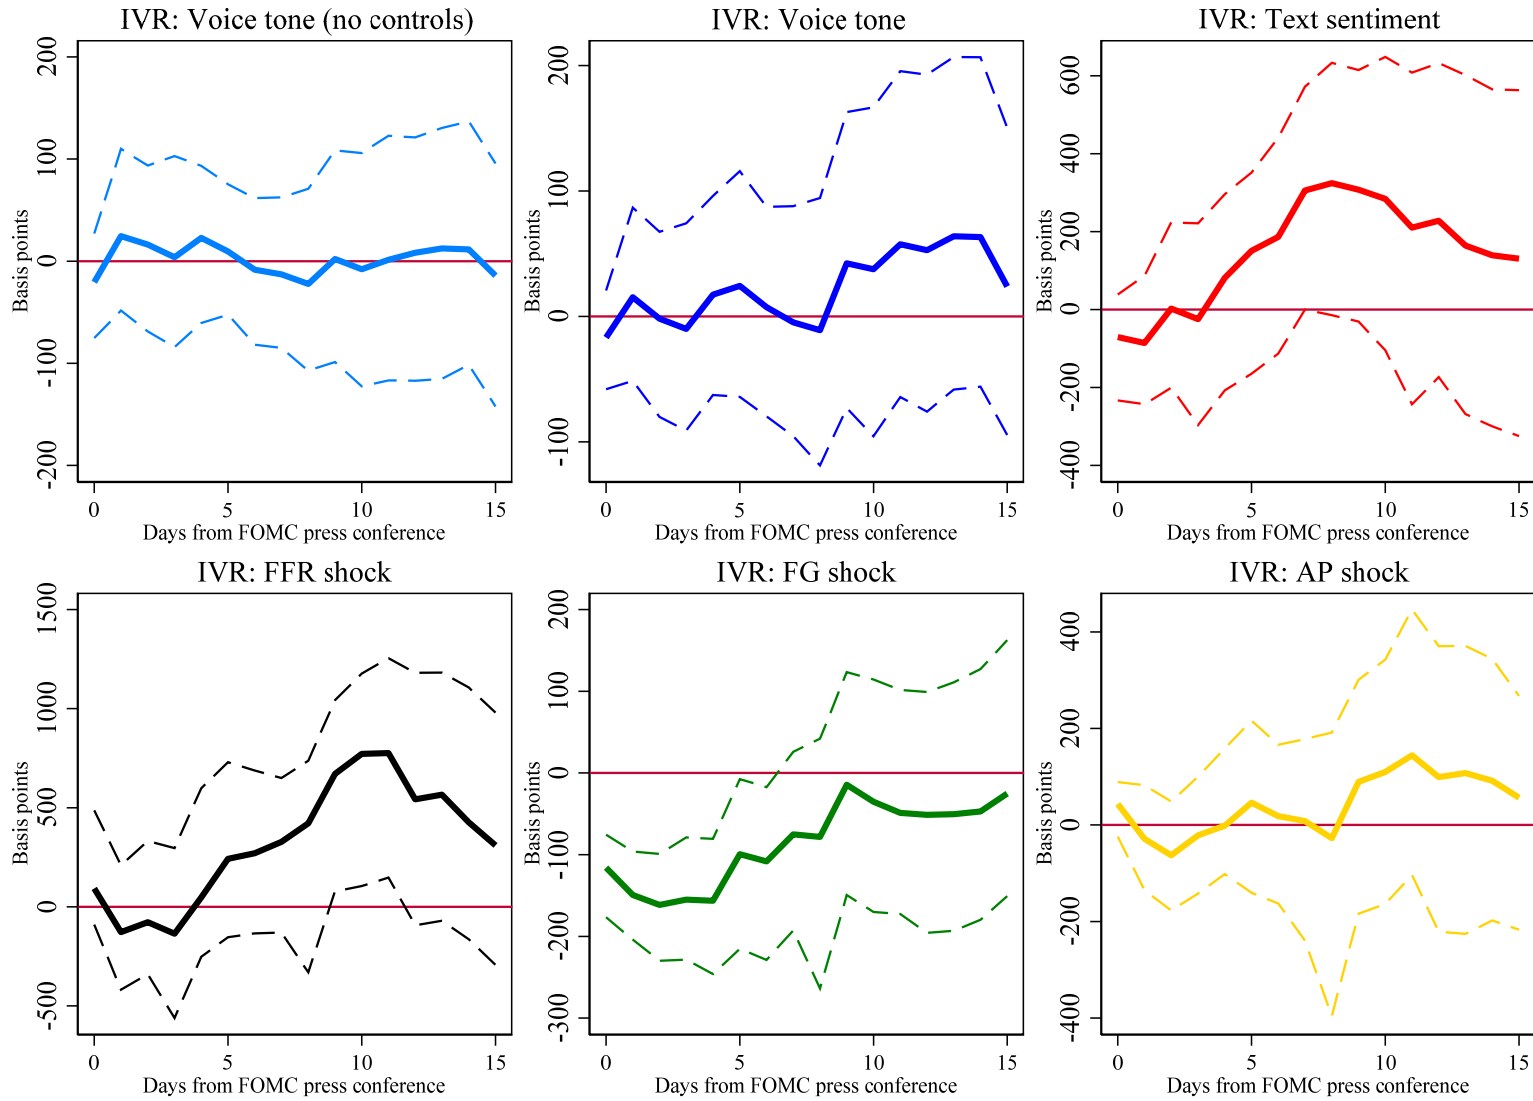 IVR: Voice tone (no controls)
Basis points
200
100
0
-100
-200
0 5 10 15
Days from FOMC press conference
IVR: Voice tone
Basis points
200
100
0
-100
0 5 10 15
Days from FOMC press conference
IVR: Text sentiment
Basis points
600
400
200
0
-200
-400
0 5 10 15
Days from FOMC press conference
IVR: FFR shock
Basis points
1500
1000
500
0
-500
0 5 10 15
Days from FOMC press conference
IVR: FG shock
Basis points
200
100
0
-100
-200
-300
0 5 10 15
Days from FOMC press conference
IVR: AP shock
Basis points
400
200
0
-200
-400
0 5 10 15
Days from FOMC press conference